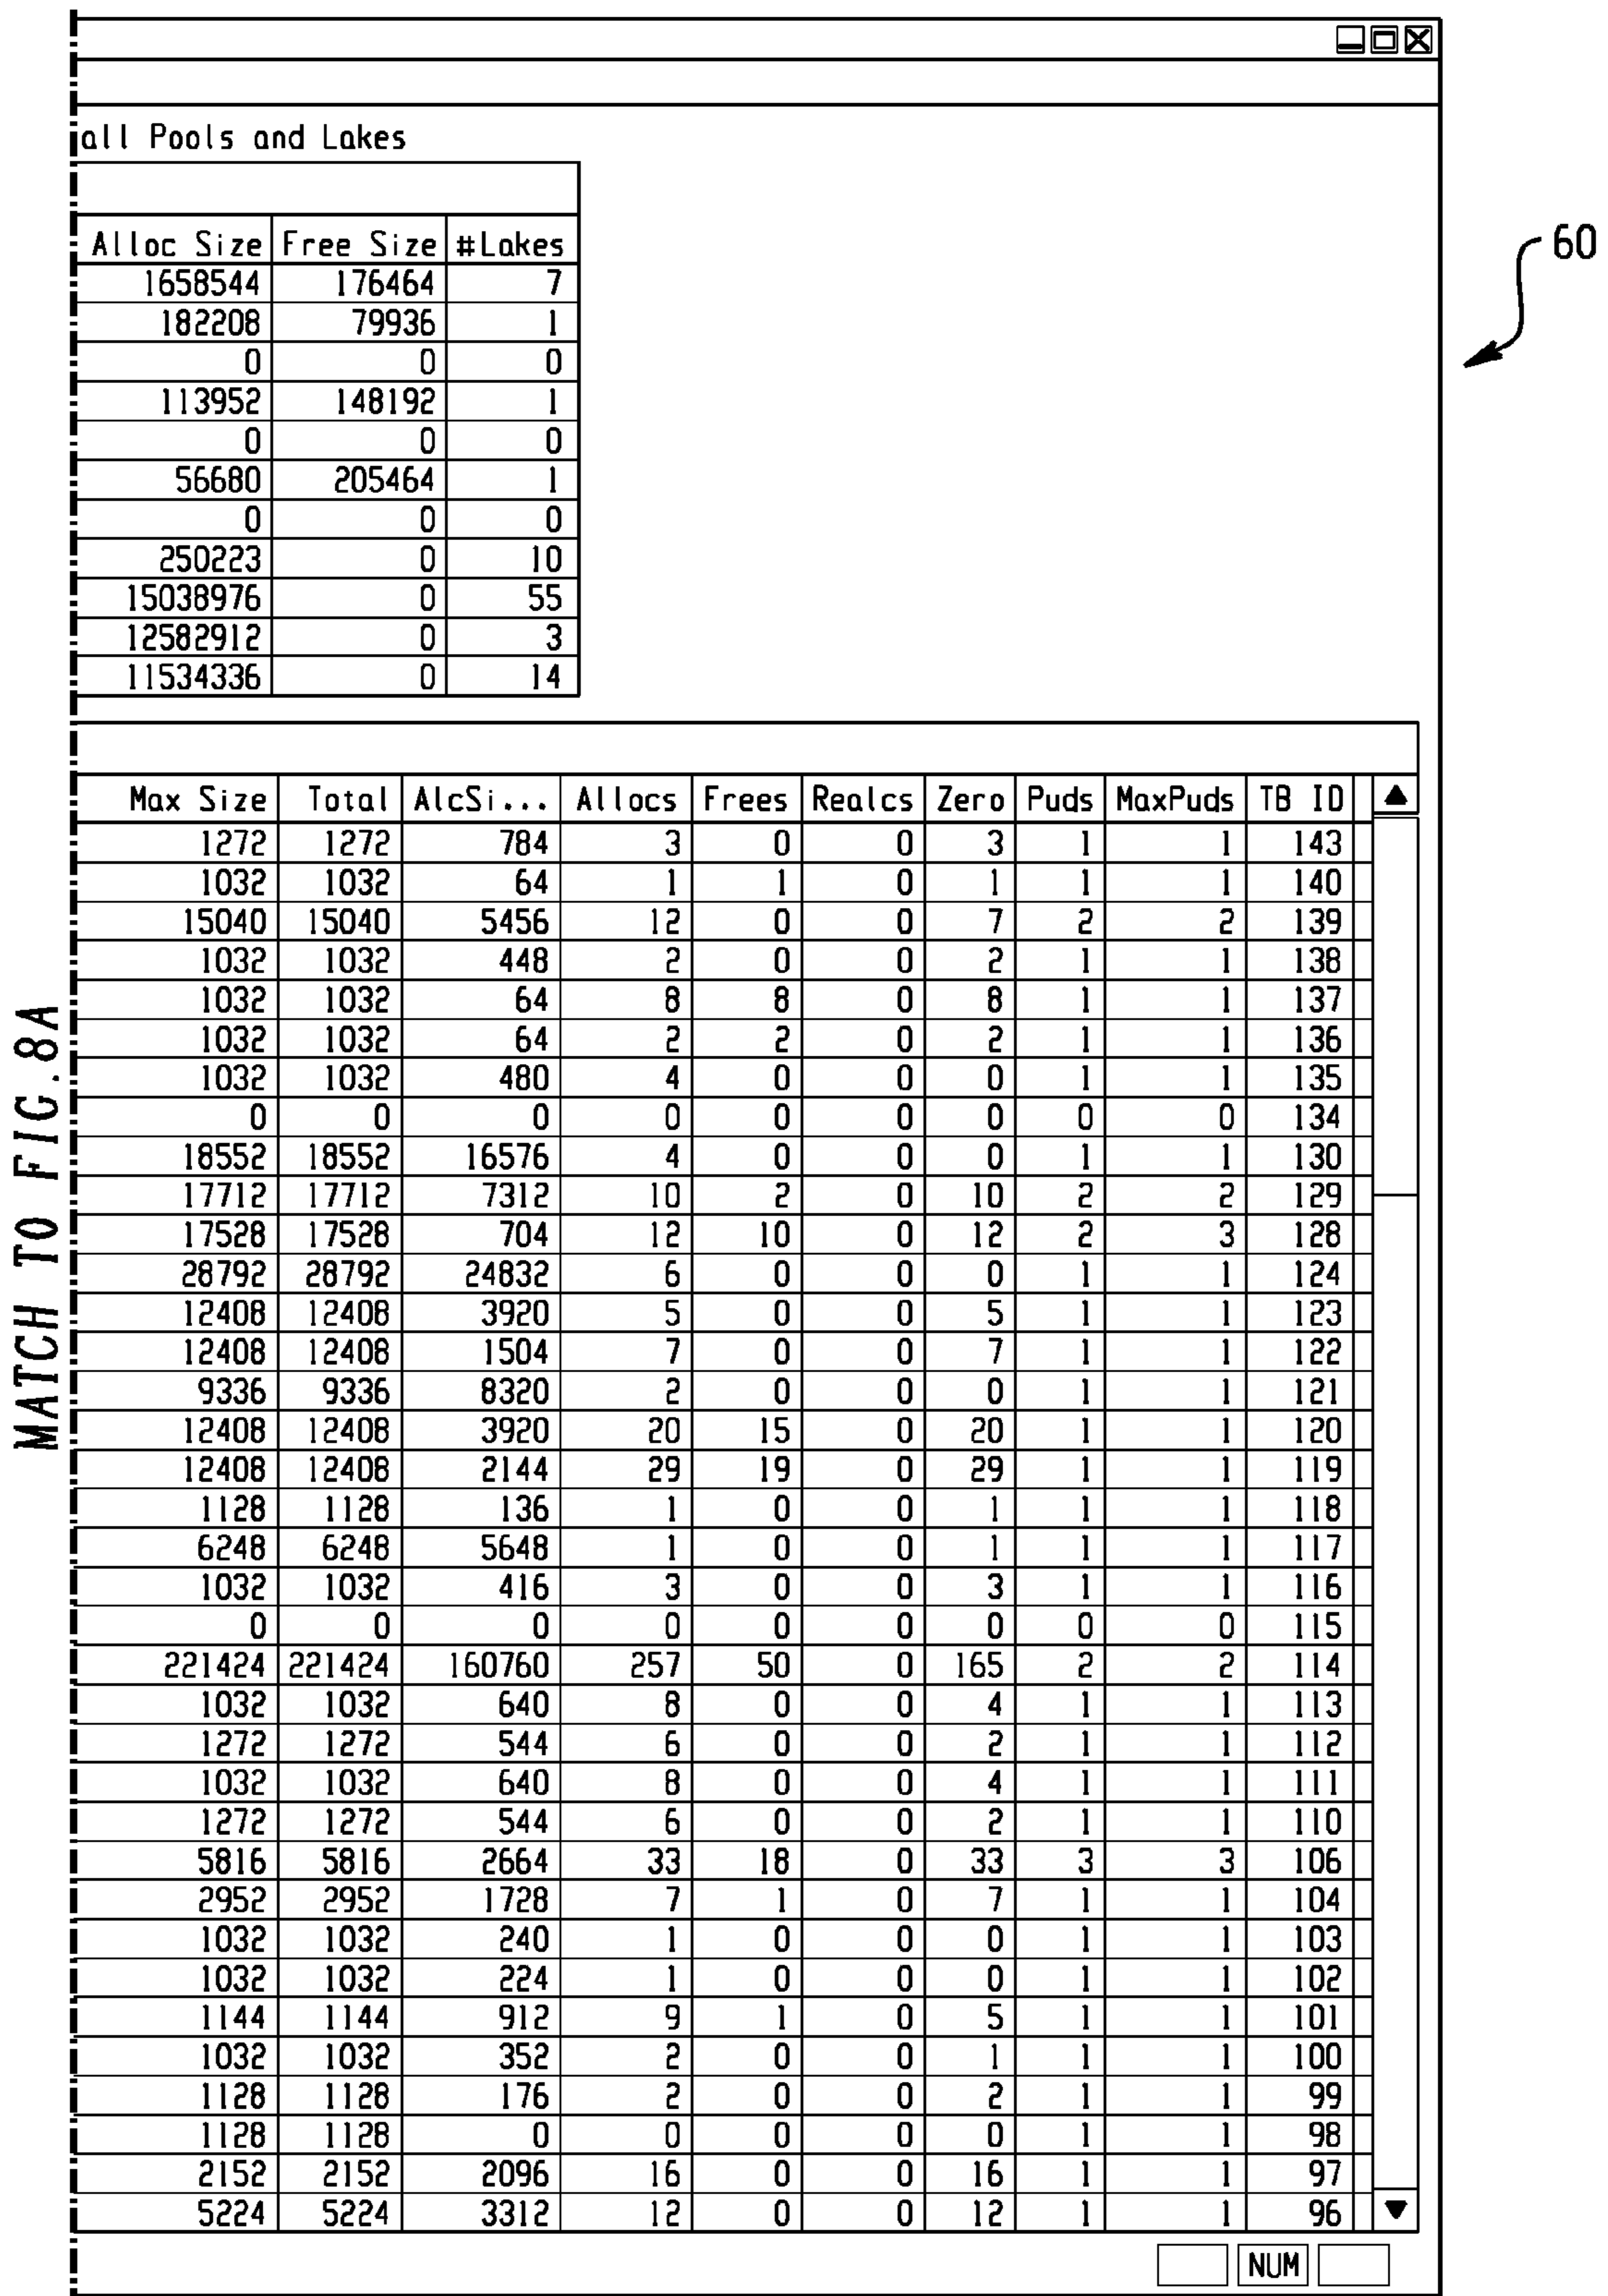 all Pools and Lakes
Alloc Size Free Size #Lakes
1658544 176464 7
182208 79936 1
0 0 0
113952 148192 1
0 0 0
56680 205464 1
0 0 0
250223 0 10
15038976 0 55
12582912 0 3
11534336 0 14
60
Max Size Total AlcSi... Allocs Frees Realcs Zero Puds MaxPuds TB ID
1272 1272 784 3 0 0 3 1 1 143
1032 1032 64 1 1 0 1 1 1 140
15040 15040 5456 12 0 0 7 2 2 139
1032 1032 448 2 0 0 2 1 1 138
1032 1032 64 8 8 0 8 1 1 137
1032 1032 64 2 2 0 2 1 1 136
1032 1032 480 4 0 0 0 1 1 135
0 0 0 0 0 0 0 0 0 134
18552 18552 16576 4 0 0 0 1 1 130
17712 17712 7312 10 2 0 10 2 2 129
17528 17528 704 12 10 0 12 2 3 128
28792 28792 24832 6 0 0 0 1 1 124
12408 12408 3920 5 0 0 5 1 1 123
12408 12408 1504 7 0 0 7 1 1 122
9336 9336 8320 2 0 0 0 1 1 121
12408 12408 3920 20 15 0 20 1 1 120
12408 12408 2144 29 19 0 29 1 1 119
1128 1128 136 1 0 0 1 1 1 118
6248 6248 5648 1 0 0 1 1 1 117
1032 1032 416 3 0 0 3 1 1 116
0 0 0 0 0 0 0 0 0 115
221424 221424 160760 257 50 0 165 2 2 114
1032 1032 640 8 0 0 4 1 1 113
1272 1272 544 6 0 0 2 1 1 112
1032 1032 640 8 0 0 4 1 1 111
1272 1272 544 6 0 0 2 1 1 110
5816 5816 2664 33 18 0 33 3 3 106
2952 2952 1728 7 1 0 7 1 1 104
1032 1032 240 1 0 0 0 1 1 103
1032 1032 224 1 0 0 0 1 1 102
1144 1144 912 9 1 0 5 1 1 101
1032 1032 352 2 0 0 1 1 1 100
1128 1128 176 2 0 0 2 1 1 99
1128 1128 0 0 0 0 0 1 1 98
2152 2152 2096 16 0 0 16 1 1 97
5224 5224 3312 12 0 0 12 1 1 96
NUM
MATCH TO FIG.8A